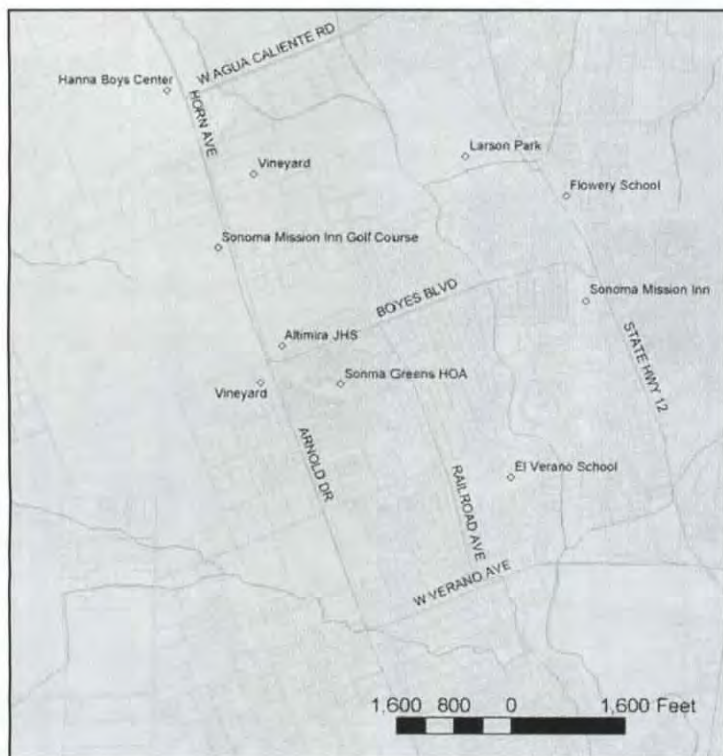 W AGUA CALIENTE RD
Hanna Boys Center
HORN AVE
Larson Park
Vineyard
Flowery School
Sonoma Mission Inn Golf Course
BOYES BLVD
Sonoma Mission Inn
STATE HWY 12
Altimira JHS
Sonma Greens HOA
Vineyard
ARNOLD DR
El Verano School
RAILROAD AVE
W VERANO AVE
1,600 800 0 1,600 Feet